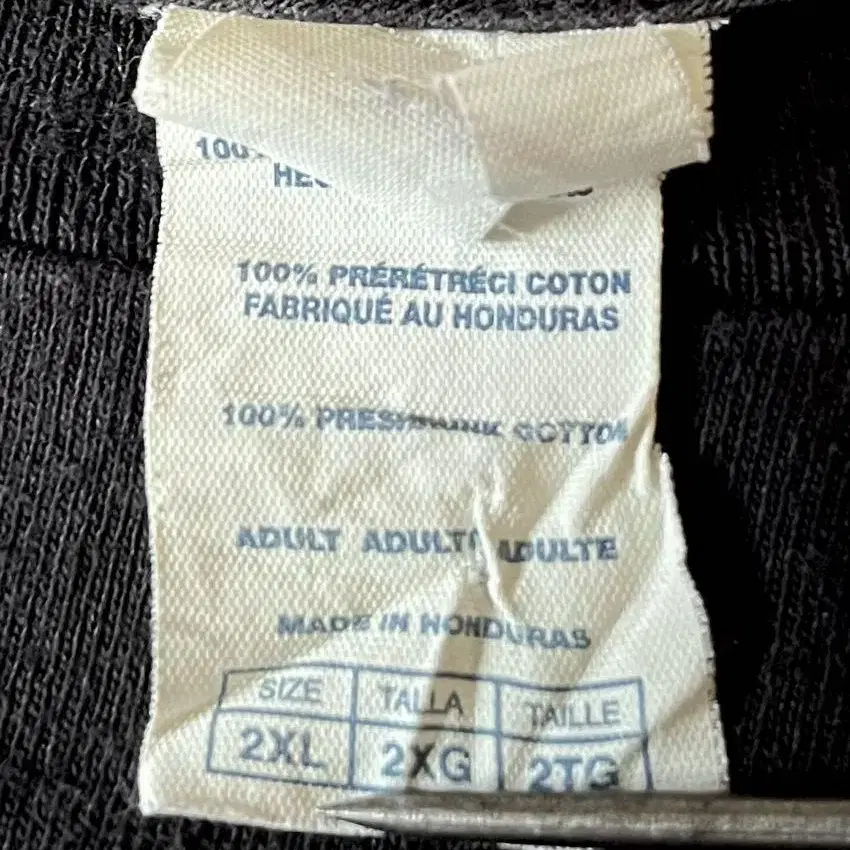 100%
100% PRÉRÉTRÉCI COTON
FABRIQUÉ AU HONDURAS
100% PRESHRUNK COTTON
ADULT ADULTO ADULTE
MADE IN HONDURAS
SIZE TALLA TAILLE
2XL 2XG 2TG